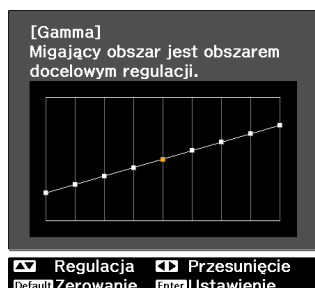 [Gamma]
Migający obszar jest obszarem
docelowym regulacji.
Regulacja Przesunięcie
Default Zerowanie Enter Ustawienie